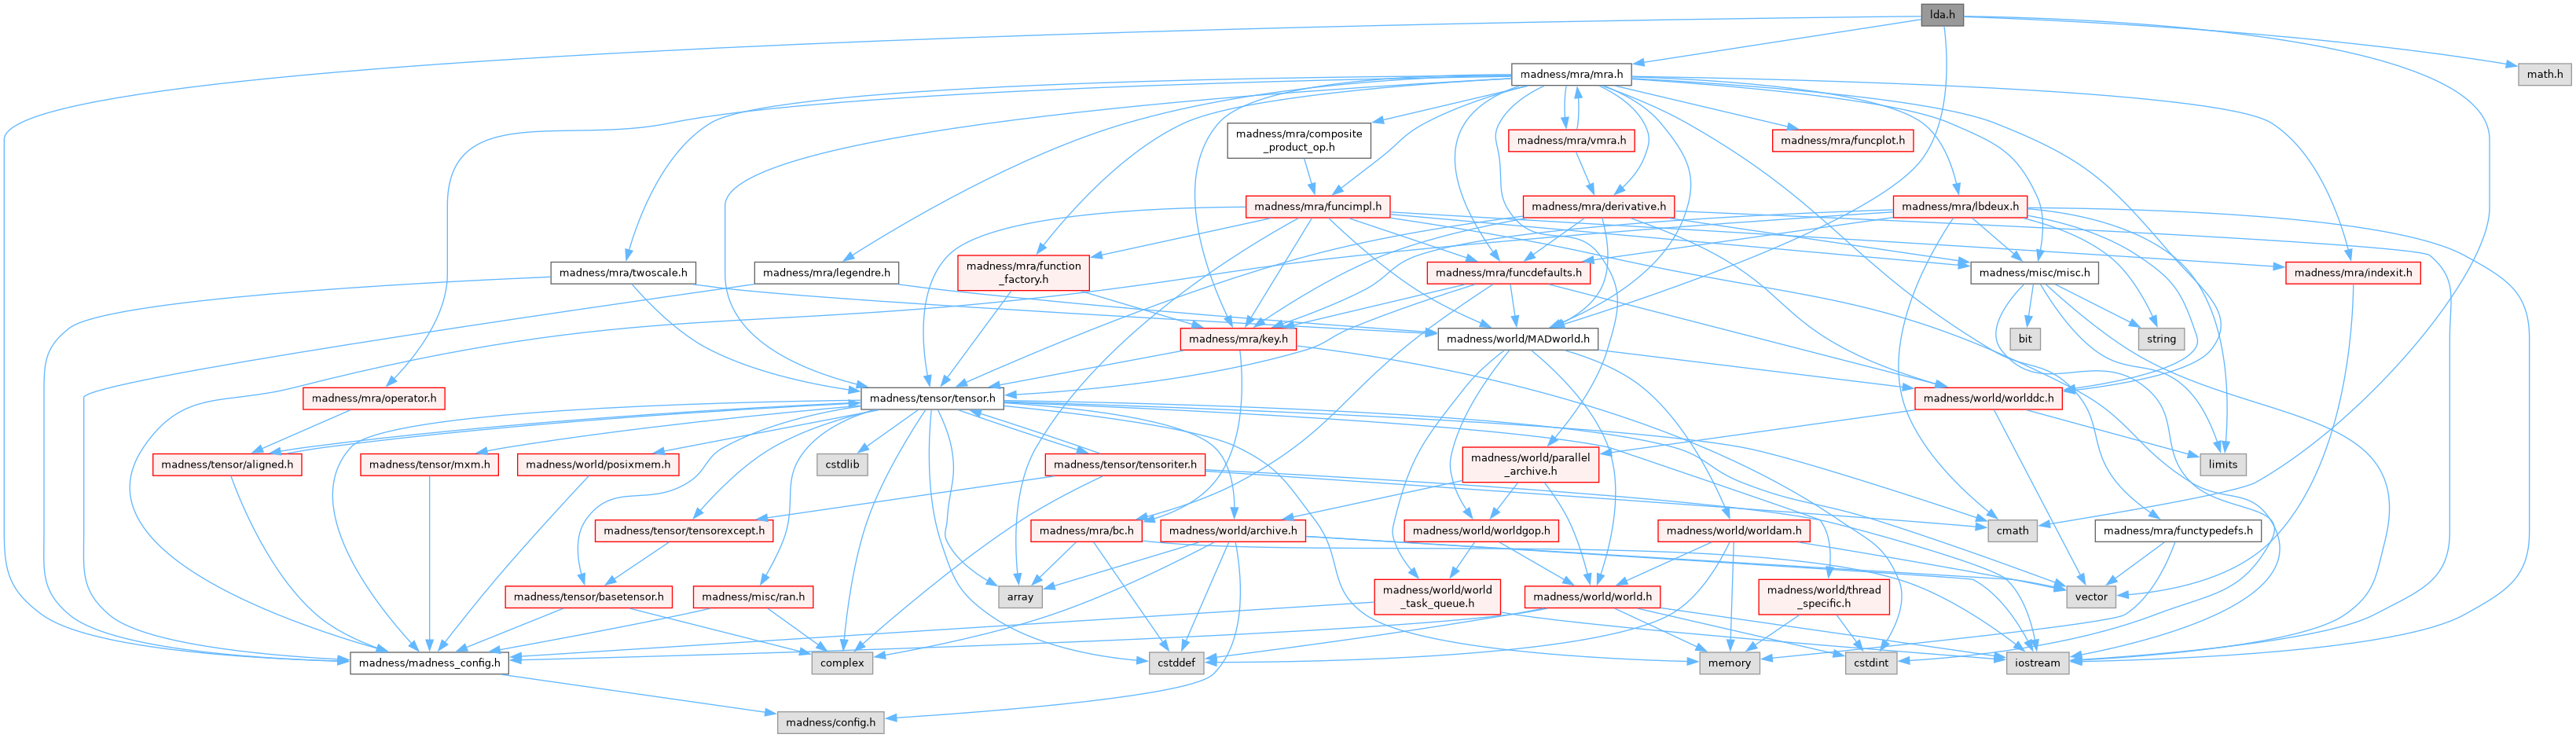 lda.h
madness/mra/mra.h
math.h
madness/mra/composite
_product_op.h
madness/mra/vmra.h
madness/mra/funcplot.h
madness/mra/funcimpl.h
madness/mra/derivative.h
madness/mra/lbdeux.h
madness/mra/twoscale.h
madness/mra/legendre.h
madness/mra/function
_factory.h
madness/mra/funcdefaults.h
madness/misc/misc.h
madness/mra/indexit.h
madness/mra/key.h
madness/world/MADworld.h
bit
string
madness/mra/operator.h
madness/tensor/tensor.h
madness/world/worlddc.h
madness/tensor/aligned.h
madness/tensor/mxm.h
madness/world/posixmem.h
cstdlib
madness/tensor/tensoriter.h
madness/world/parallel
_archive.h
limits
madness/tensor/tensorexcept.h
madness/mra/bc.h
madness/world/archive.h
madness/world/worldgop.h
madness/world/worldam.h
cmath
madness/mra/functypedefs.h
madness/tensor/basetensor.h
madness/misc/ran.h
array
madness/world/world
_task_queue.h
madness/world/world.h
madness/world/thread
_specific.h
vector
madness/madness_config.h
complex
cstddef
memory
cstdint
iostream
madness/config.h